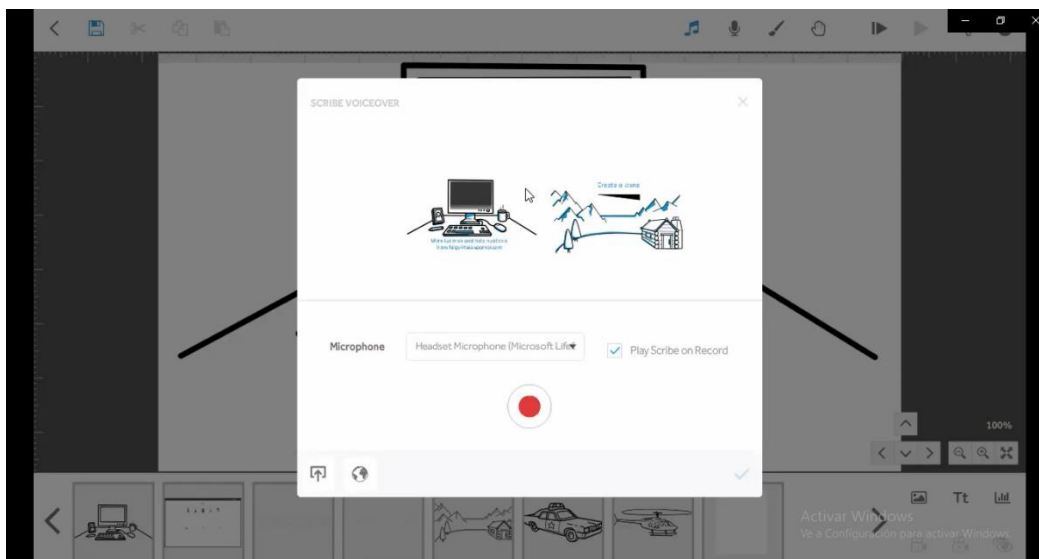 SCRIBE VOICEOVER
Create a scene
Microphone
Headset Microphone (Microsoft Life
Play Scribe on Record
100%
Tt
Activar Windows
Ve a Configuración para activar Windows.